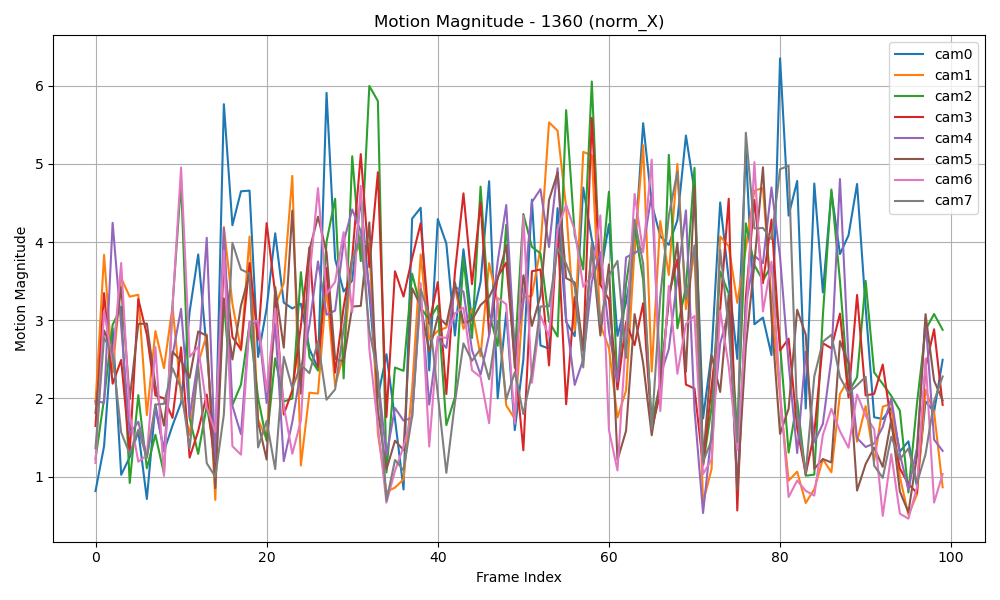 Motion Magnitude - 1360 (norm_X)
Motion Magnitude
6
5
4
3
2
1
0
20
40
60
80
100
Frame Index
cam0
cam1
cam2
cam3
cam4
cam5
cam6
cam7